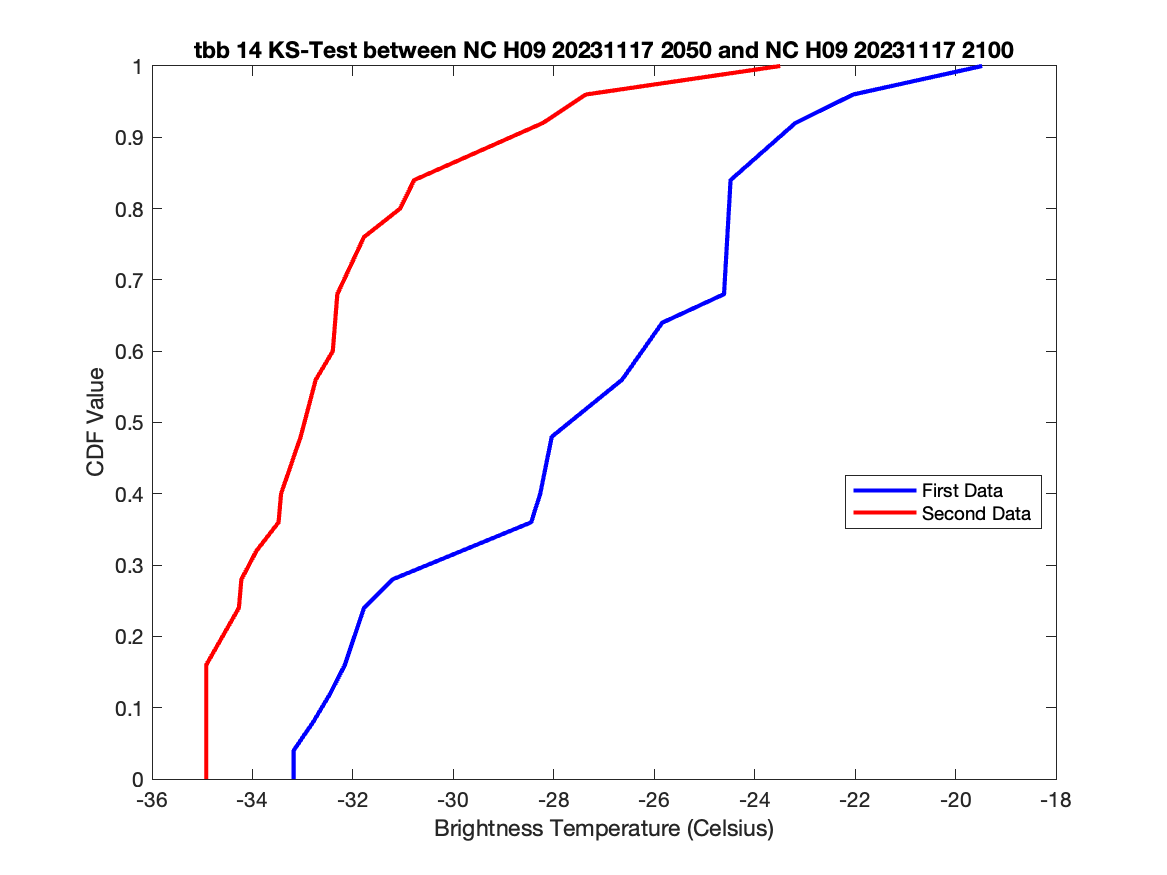 tbb 14 KS-Test between NC H09 20231117 2050 and NC H09 20231117 2100
1
0.9
0.8
0.7
0.6
0.5
0.4
0.3
0.2
0.1
0
CDF Value
First Data
Second Data
-36 -34 -32 -30 -28 -26 -24 -22 -20 -18
Brightness Temperature (Celsius)